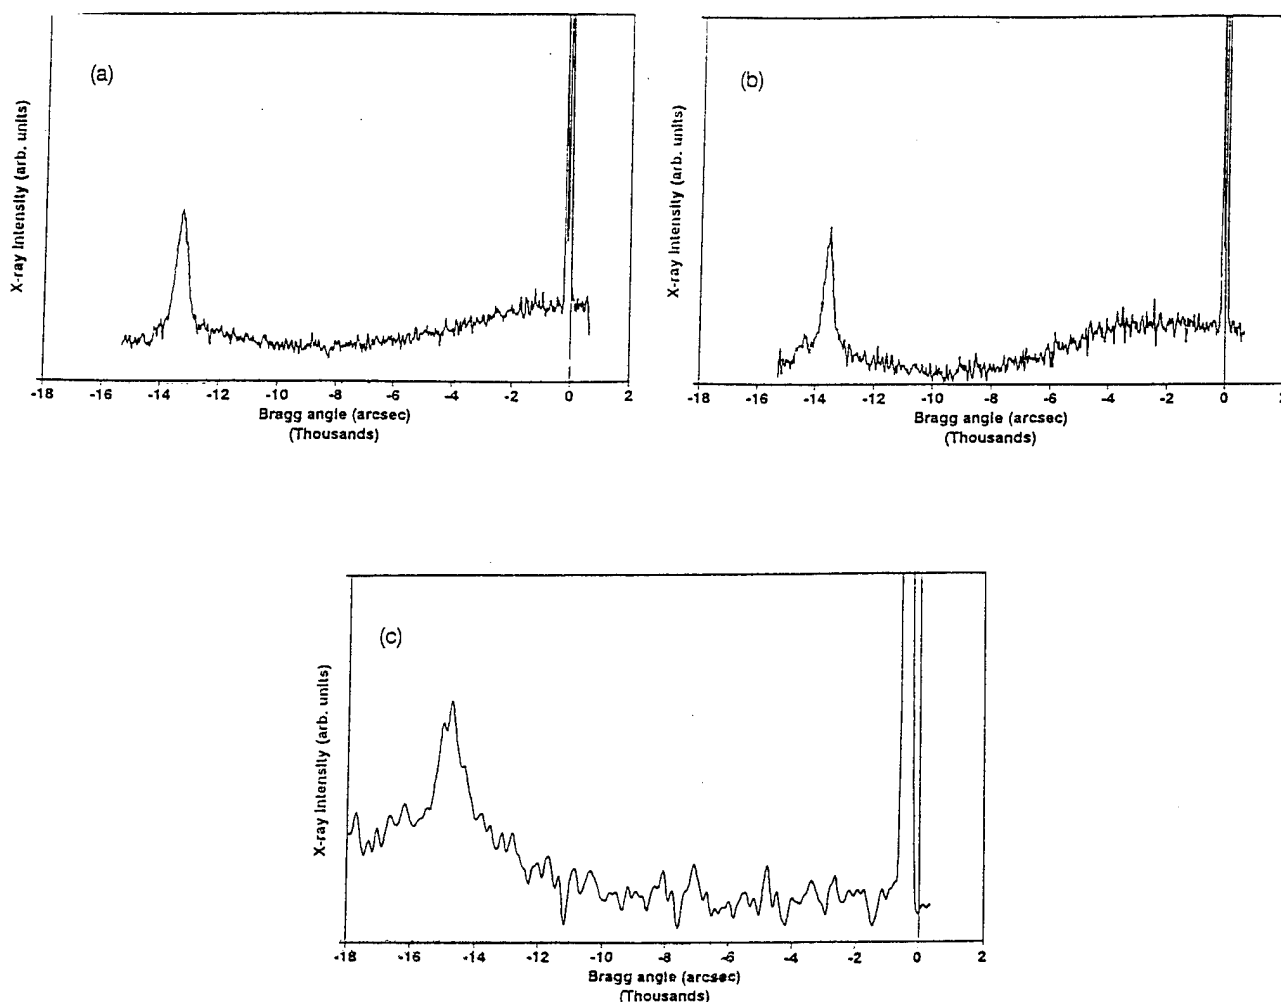 (a)
X-ray Intensity (arb. units)
-18 -16 -14 -12 -10 -8 -6 -4 -2 0 2
Bragg angle (arcsec)
(Thousands)
(b)
X-ray Intensity (arb. units)
-18 -16 -14 -12 -10 -8 -6 -4 -2 0 2
Bragg angle (arcsec)
(Thousands)
(c)
X-ray Intensity (arb. units)
-18 -16 -14 -12 -10 -8 -6 -4 -2 0 2
Bragg angle (arcsec)
(Thousands)